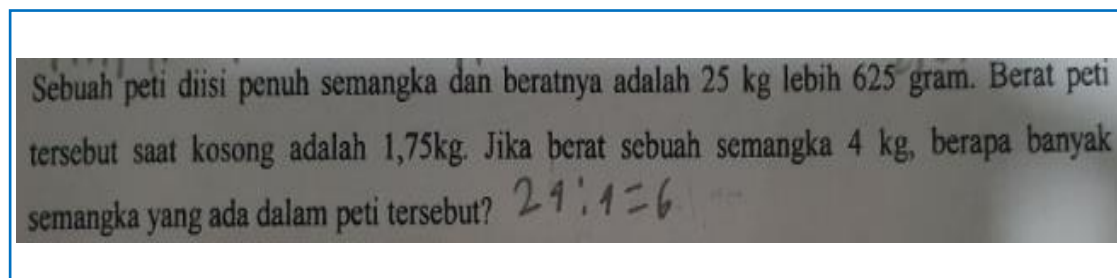 Sebuah peti diisi penuh semangka dan beratnya adalah 25 kg lebih 625 gram. Berat peti
tersebut saat kosong adalah 1,75kg. Jika berat sebuah semangka 4 kg, berapa banyak
semangka yang ada dalam peti tersebut? 24:4=6